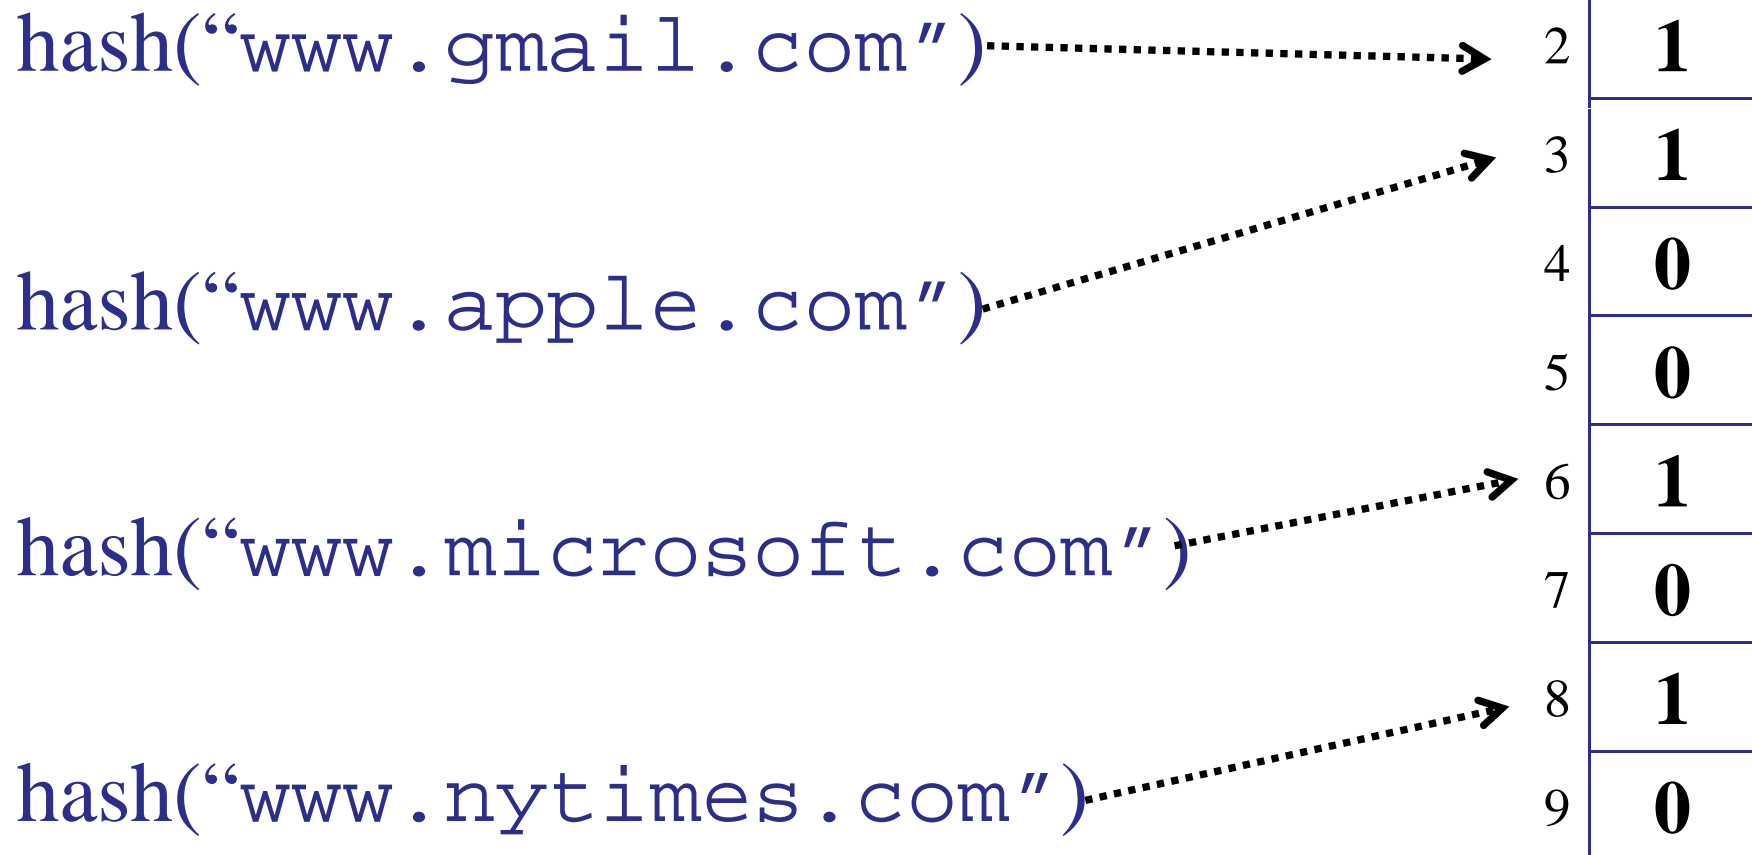 hash(“www.gmail.com″) 2 1
3 1
4 0
hash(“www.apple.com″)
5 0
6 1
hash(“www.microsoft.com″)
7 0
8 1
hash(“www.nytimes.com″) 9 0